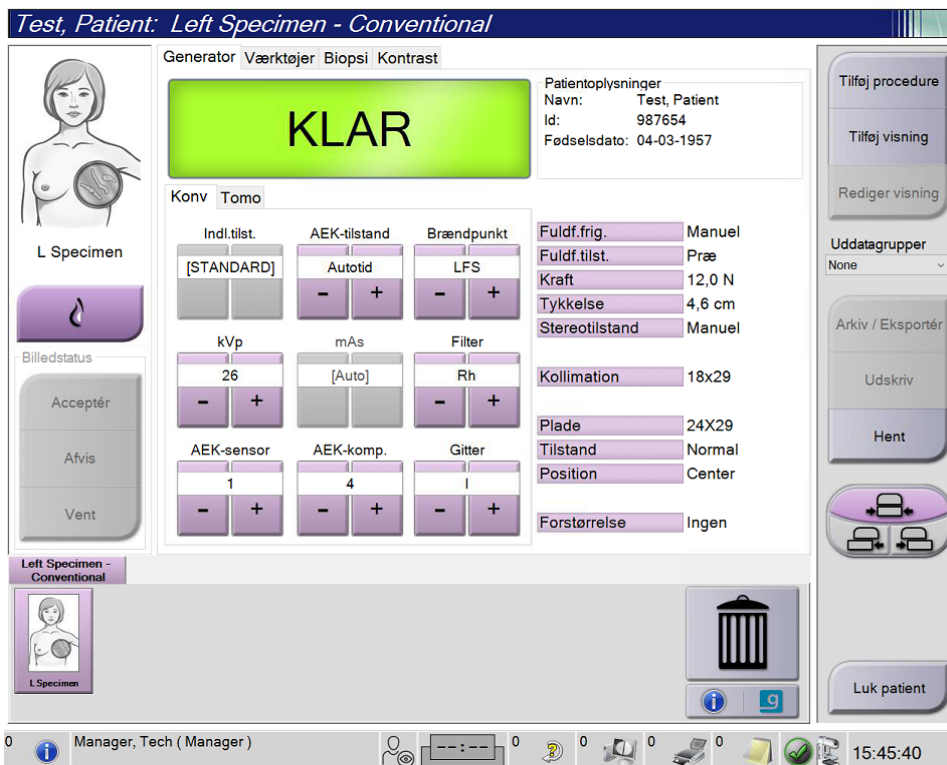 Test, Patient: Left Specimen - Conventional
Generator Værktøjer Biopsi Kontrast
KLAR
Patientoplysninger
Navn: Test, Patient
Id: 987654
Fødselsdato: 04-03-1957
L Specimen
Billedstatus
Acceptér
Afvis
Vent
Konv Tomo
Indl.tilst. AEK-tilstand Brændpunkt
[STANDARD] Autotid LFS
- + - +
kVp mAs Filter
26 [Auto] Rh
- + - +
AEK-sensor AEK-komp. Gitter
1 4 I
- + - + - +
Fuldf.frig. Manuel
Fuldf.tilst. Præ
Kraft 12,0 N
Tykkelse 4,6 cm
Stereotilstand Manuel
Kollimation 18x29
Plade 24X29
Tilstand Normal
Position Center
Forstørrelse Ingen
Tilføj procedure
Tilføj visning
Rediger visning
Uddatagrupper
None
Arkiv / Eksportér
Udskriv
Hent
Left Specimen -
Conventional
L Specimen
i g
Luk patient
0 i Manager, Tech ( Manager ) --:-- 0 ? 0 0 0 15:45:40